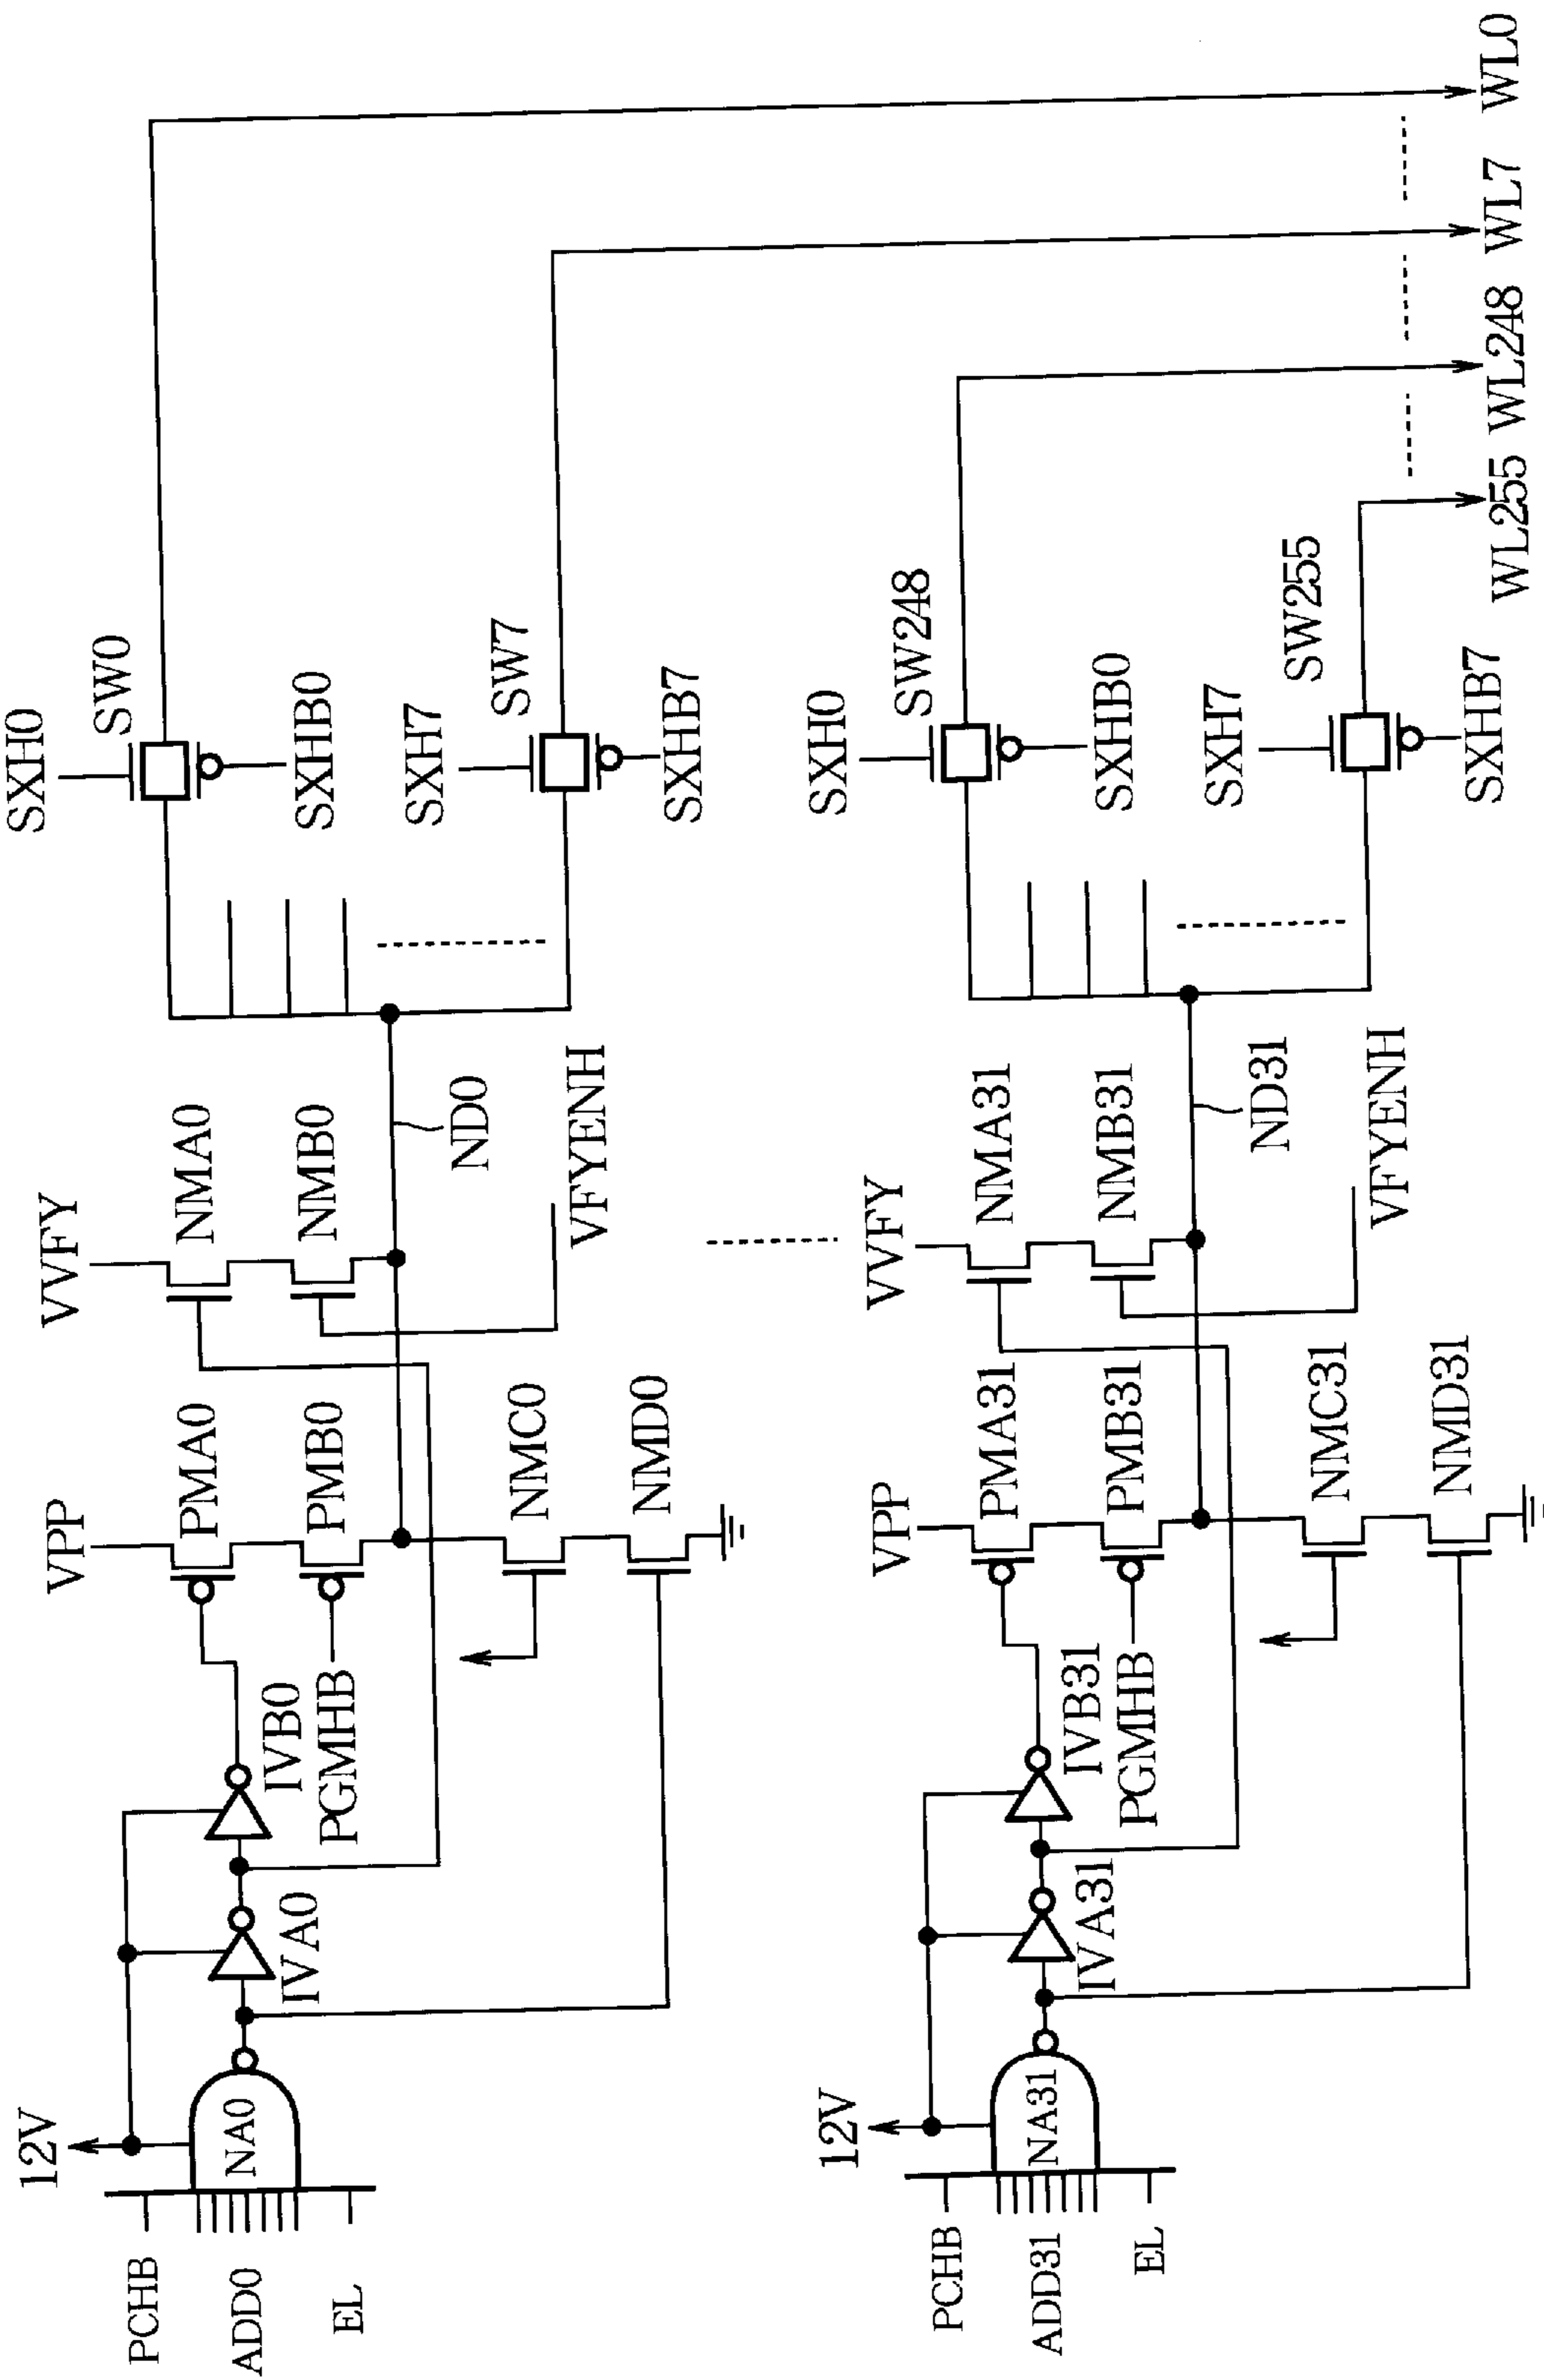 12V
PCHB
ADD0
EL
NA0
IVA0
IVB0
PGMHB
VPP
PMA0
PMB0
NMC0
NMD0
VVFY
NMA0
NMB0
VFYENH
ND0
SXH0
SW0
SXHB0
SXH7
SW7
SXHB7
12V
PCHB
ADD31
EL
NA31
IVA31
IVB31
PGMHB
VPP
PMA31
PMB31
NMC31
NMD31
VVFY
NMA31
NMB31
VFYENH
ND31
SXH0
SW248
SXHB0
SXH7
SW255
SXHB7
WL255 WL248 WL7 WL0